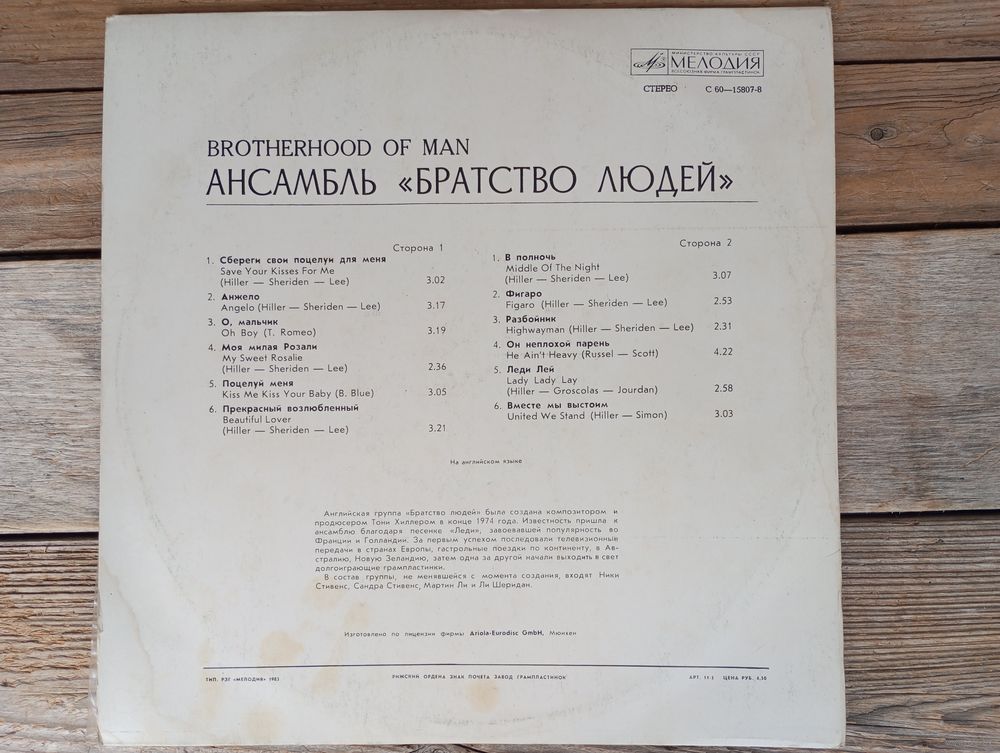 МИНИСТЕРСТВО КУЛЬТУРЫ СССР
МЕЛОДИЯ
ВСЕСОЮЗНАЯ ФИРМА ГРАМПЛАСТИНОК
СТЕРЕО С 60—15807-8
BROTHERHOOD OF MAN
АНСАМБЛЬ «БРАТСТВО ЛЮДЕЙ»
Сторона 1
1. Сбереги свои поцелуи для меня
Save Your Kisses For Me
(Hiller — Sheriden — Lee) 3.02
2. Анжело
Angelo (Hiller — Sheriden — Lee) 3.17
3. О, мальчик
Oh Boy (T. Romeo) 3.19
4. Моя милая Розали
My Sweet Rosalie
(Hiller — Sheriden — Lee) 2.36
5. Поцелуй меня
Kiss Me Kiss Your Baby (B. Blue) 3.05
6. Прекрасный возлюбленный
Beautiful Lover
(Hiller — Sheriden — Lee) 3.21
Сторона 2
1. В полночь
Middle Of The Night
(Hiller — Sheriden — Lee) 3.07
2. Фигаро
Figaro (Hiller — Sheriden — Lee) 2.53
3. Разбойник
Highwayman (Hiller — Sheriden — Lee) 2.31
4. Он неплохой парень
He Ain't Heavy (Russel — Scott) 4.22
5. Леди Лей
Lady Lady Lay
(Hiller — Groscolas — Jourdan) 2.58
6. Вместе мы выстоим
United We Stand (Hiller — Simon) 3.03
На английском языке
Английская группа «Братство людей» была создана композитором и
продюсером Тони Хиллером в конце 1974 года. Известность пришла к
ансамблю благодаря песенке «Леди», завоевавшей популярность во
Франции и Голландии. За первым успехом последовали телевизионные
передачи в странах Европы, гастрольные поездки по континенту, в Ав-
стралию, Новую Зеландию, затем одна за другой начали выходить в свет
долгоиграющие грампластинки.
В состав группы, не менявшейся с момента создания, входят Ники
Стивенс, Сандра Стивенс, Мартин Ли и Ли Шеридан.
Изготовлено по лицензии фирмы Ariola-Eurodisc GmbH, Мюнхен
ТИП. РЗГ «МЕЛОДИЯ» 1983 РИЖСКИЙ ОРДЕНА ЗНАК ПОЧЕТА ЗАВОД ГРАМПЛАСТИНОК АРТ. 11-3 ЦЕНА РУБ. 4,50